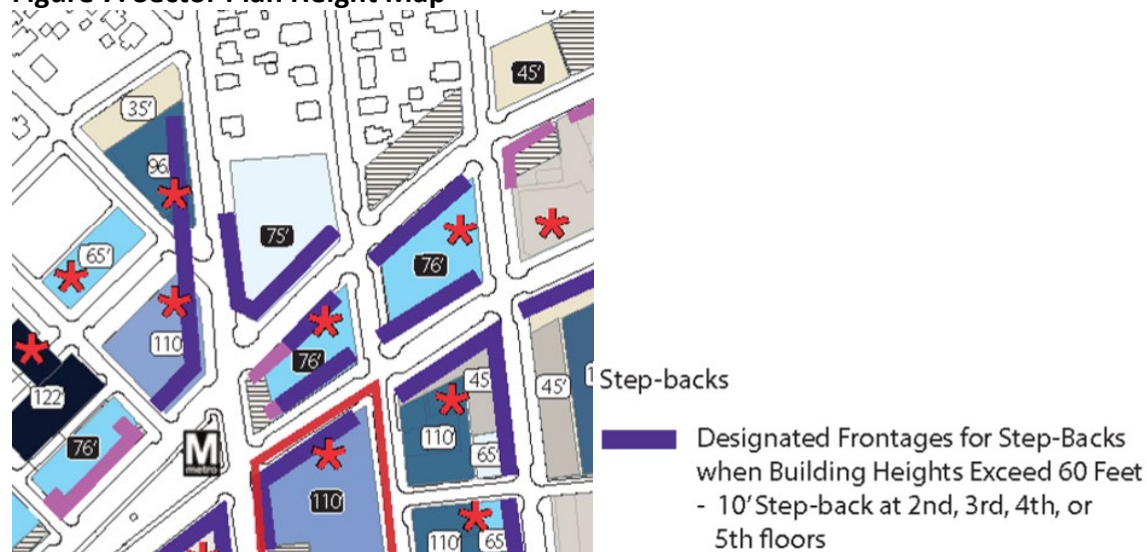 Figure 7: Sector Plan Height Map
45'
35'
96
75'
65'
76'
110
76'
45
45'
122
110
65'
76'
M
metro
110'
110
65
Step-backs
Designated Frontages for Step-Backs
when Building Heights Exceed 60 Feet
- 10' Step-back at 2nd, 3rd, 4th, or
5th floors